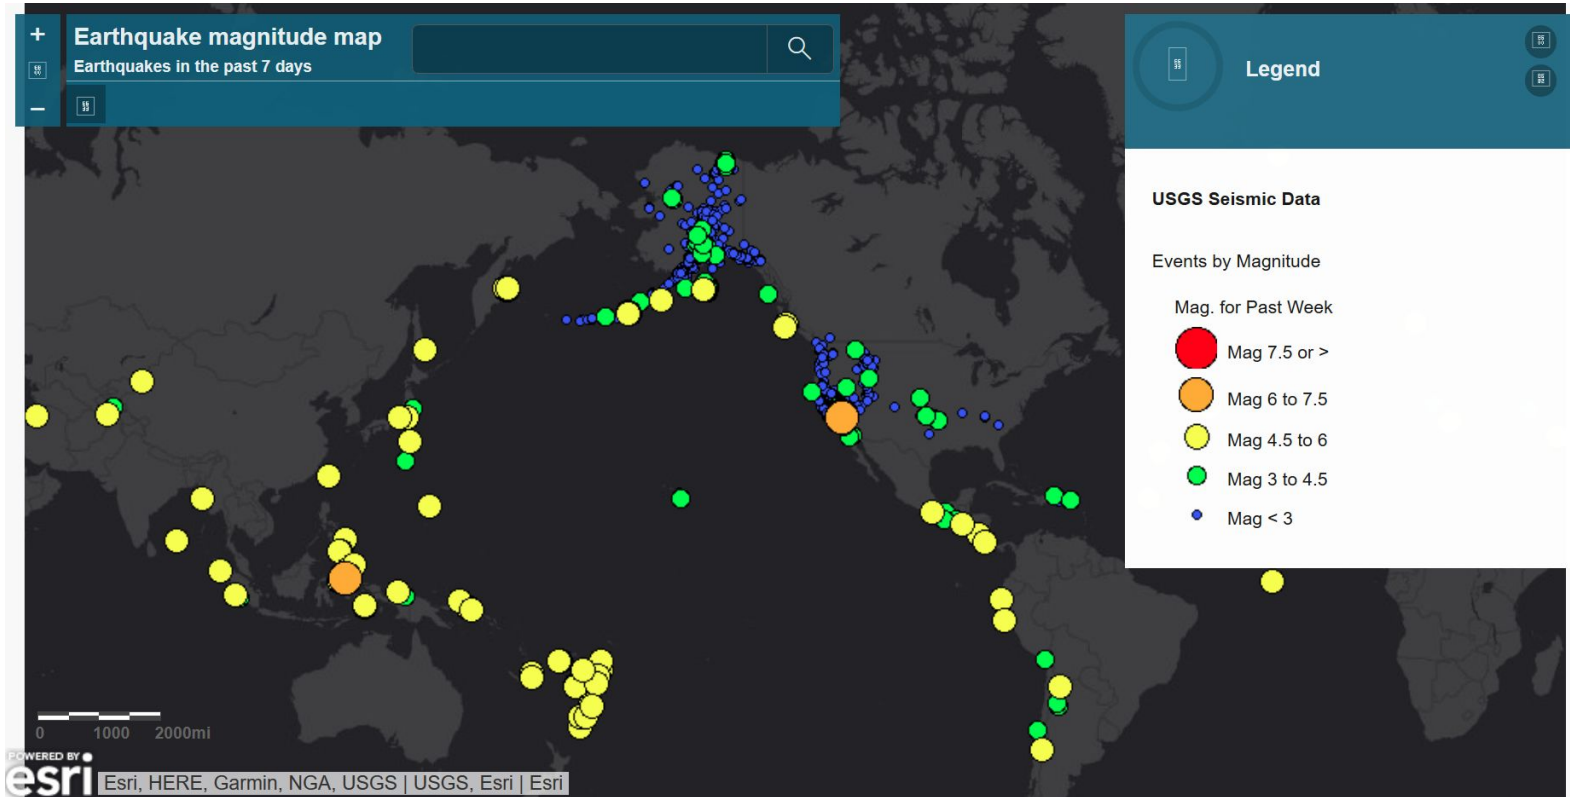 +
Earthquake magnitude map
Earthquakes in the past 7 days
−
Legend
USGS Seismic Data
Events by Magnitude
Mag. for Past Week
Mag 7.5 or >
Mag 6 to 7.5
Mag 4.5 to 6
Mag 3 to 4.5
Mag < 3
0 1000 2000mi
POWERED BY
esri
Esri, HERE, Garmin, NGA, USGS | USGS, Esri | Esri